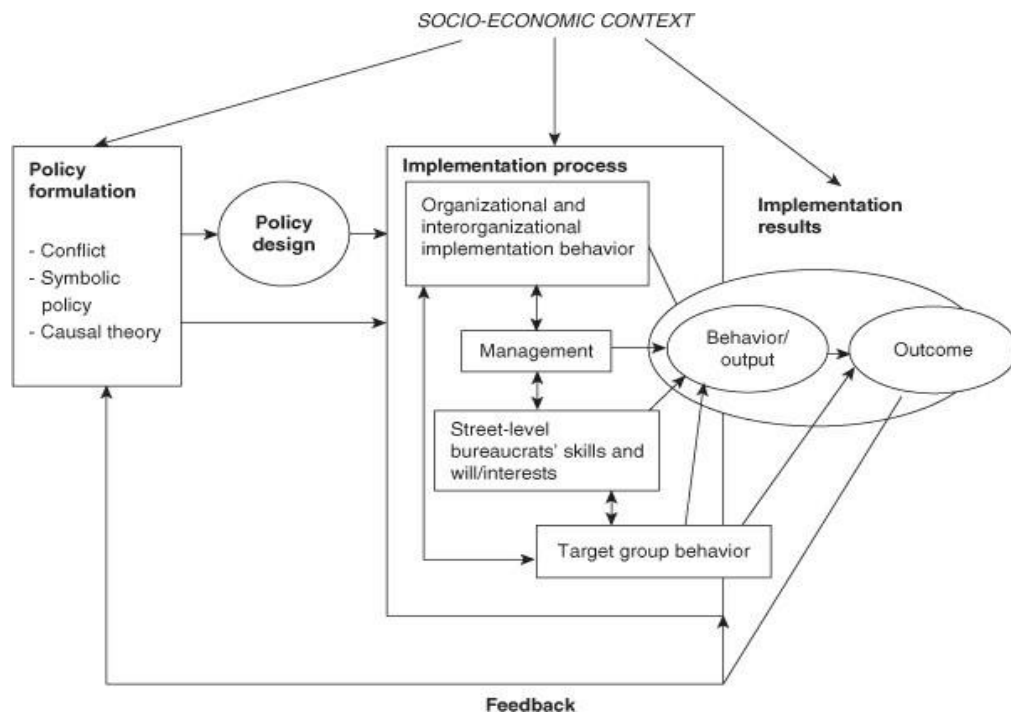 SOCIO-ECONOMIC CONTEXT
Policy
formulation
- Conflict
- Symbolic
policy
- Causal theory
Policy
design
Implementation process
Organizational and
interorganizational
implementation behavior
Management
Street-level
bureaucrats' skills and
will/interests
Target group behavior
Implementation
results
Behavior/
output
Outcome
Feedback